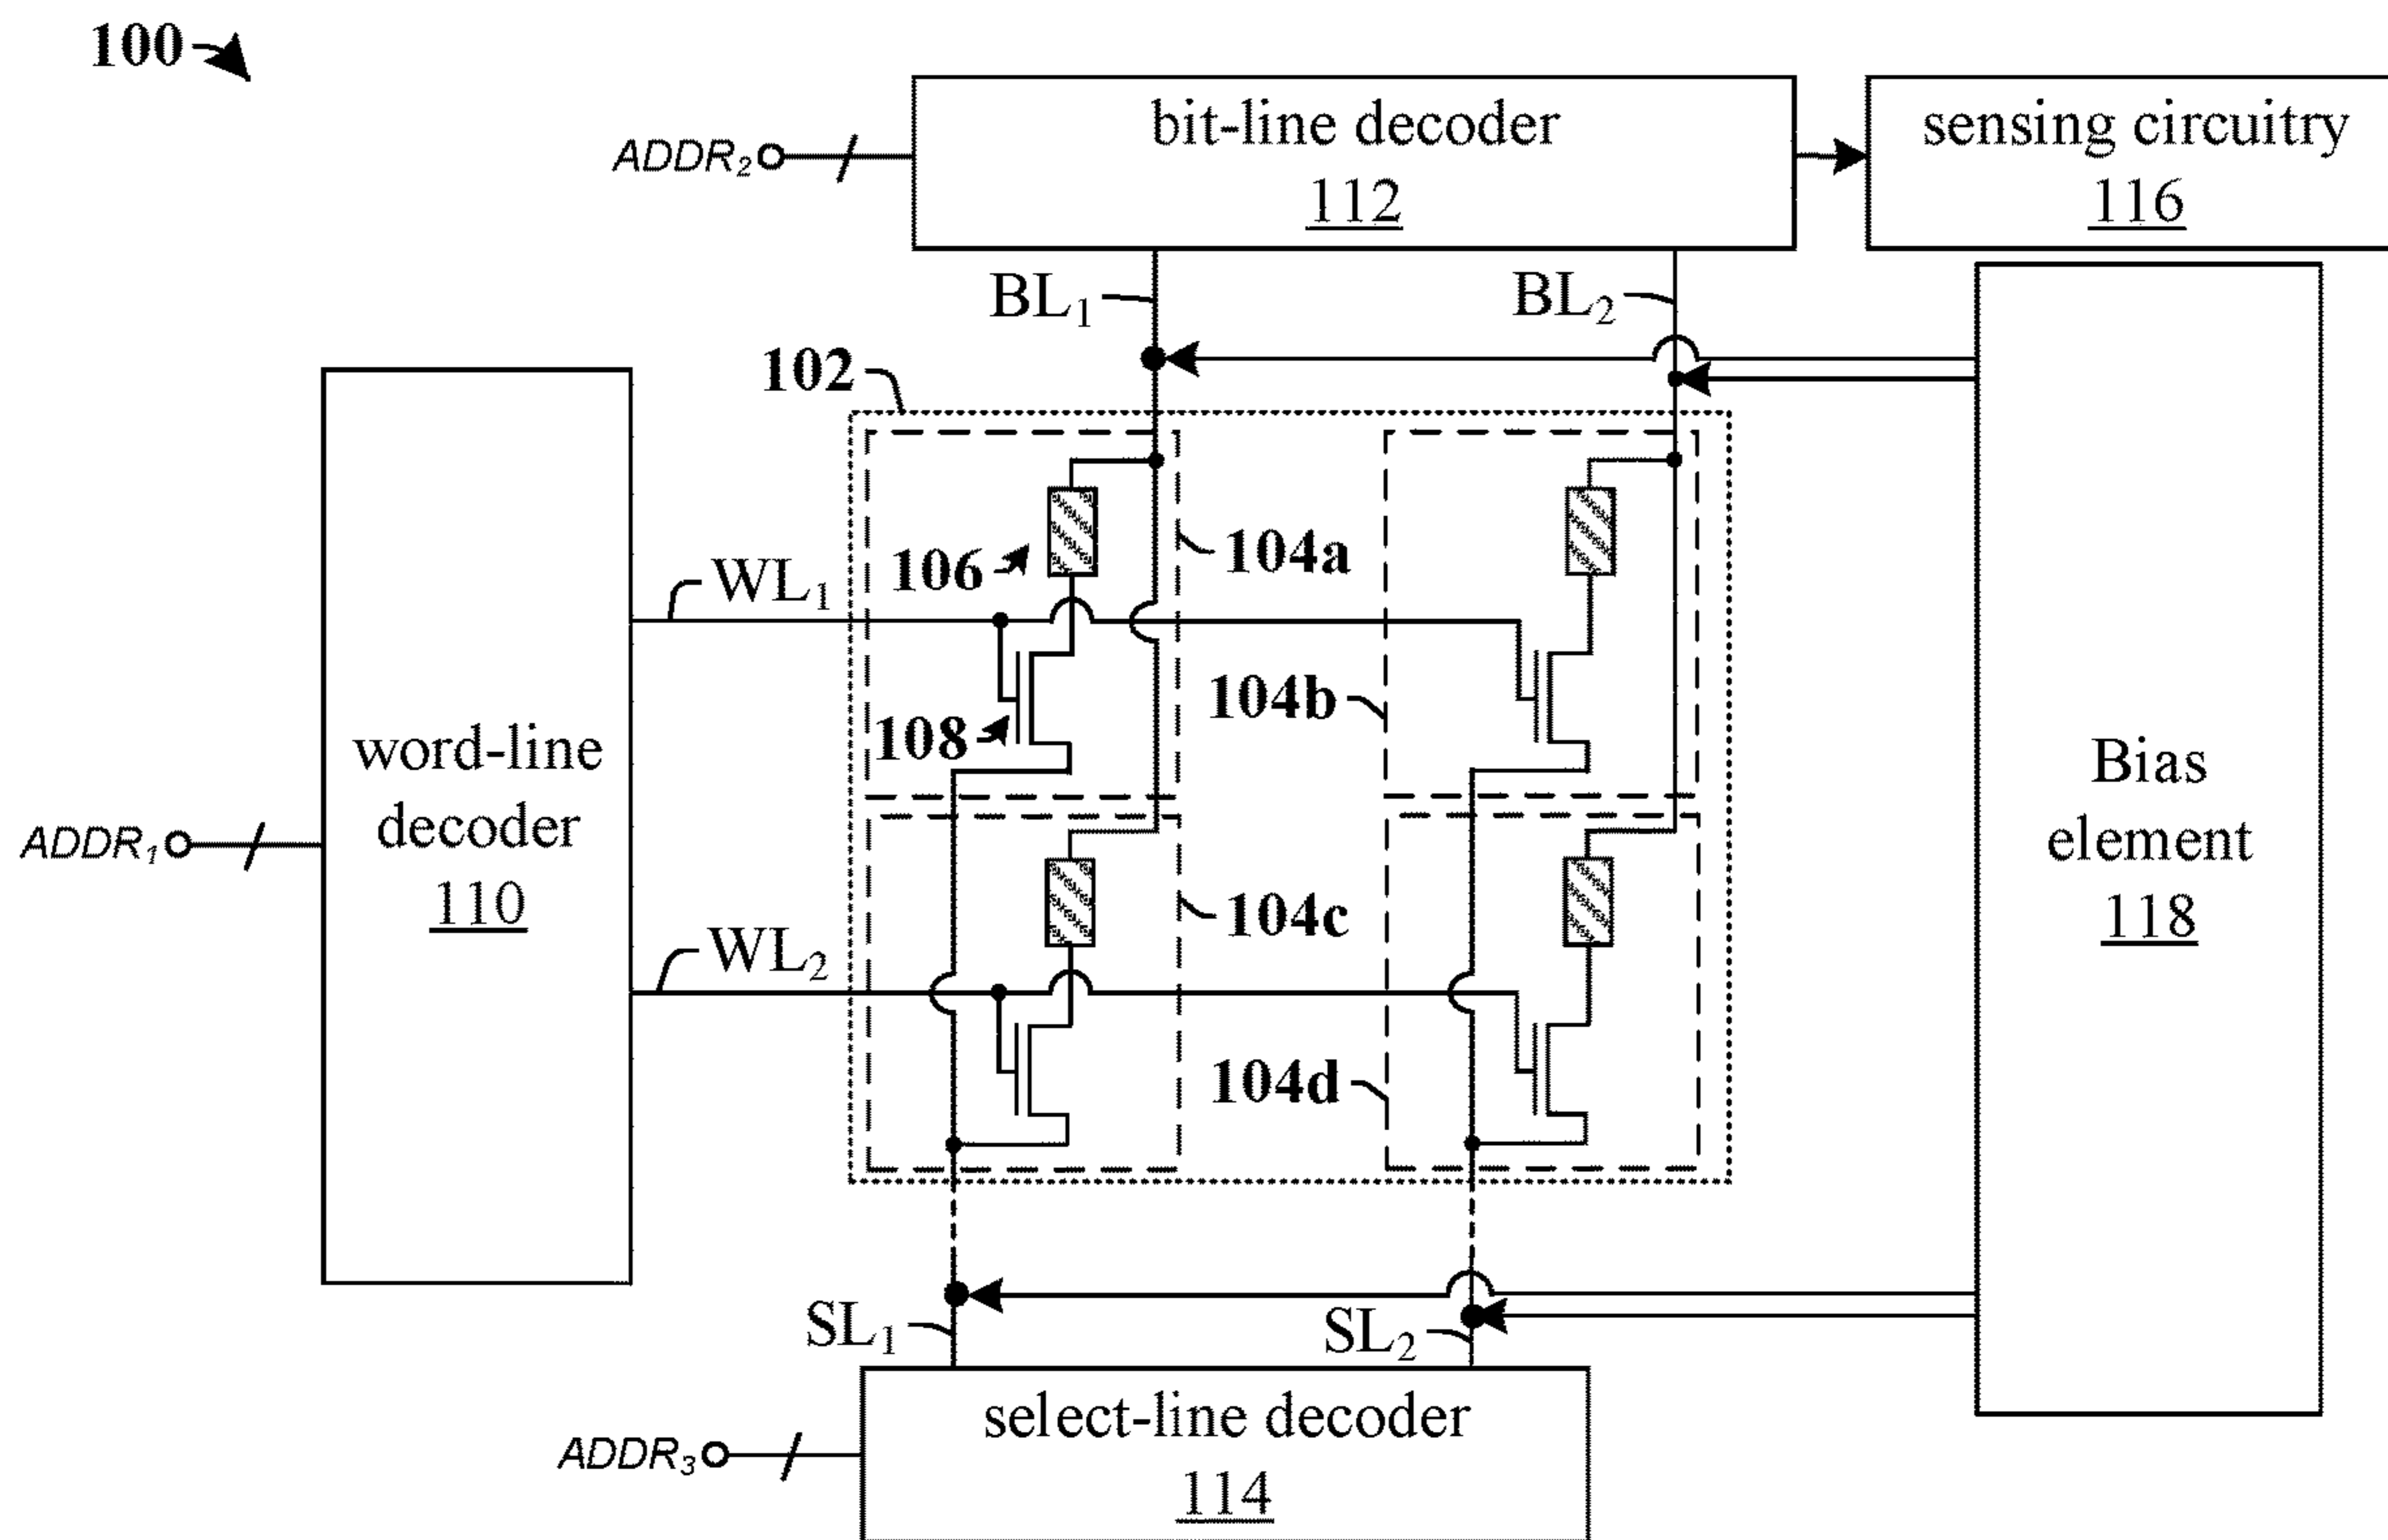 100
ADDR₂
bit-line decoder
112
sensing circuitry
116
BL₁
BL₂
102
106
104a
WL₁
104b
108
word-line
decoder
110
ADDR₁
Bias
element
118
104c
WL₂
104d
SL₁
SL₂
select-line decoder
114
ADDR₃